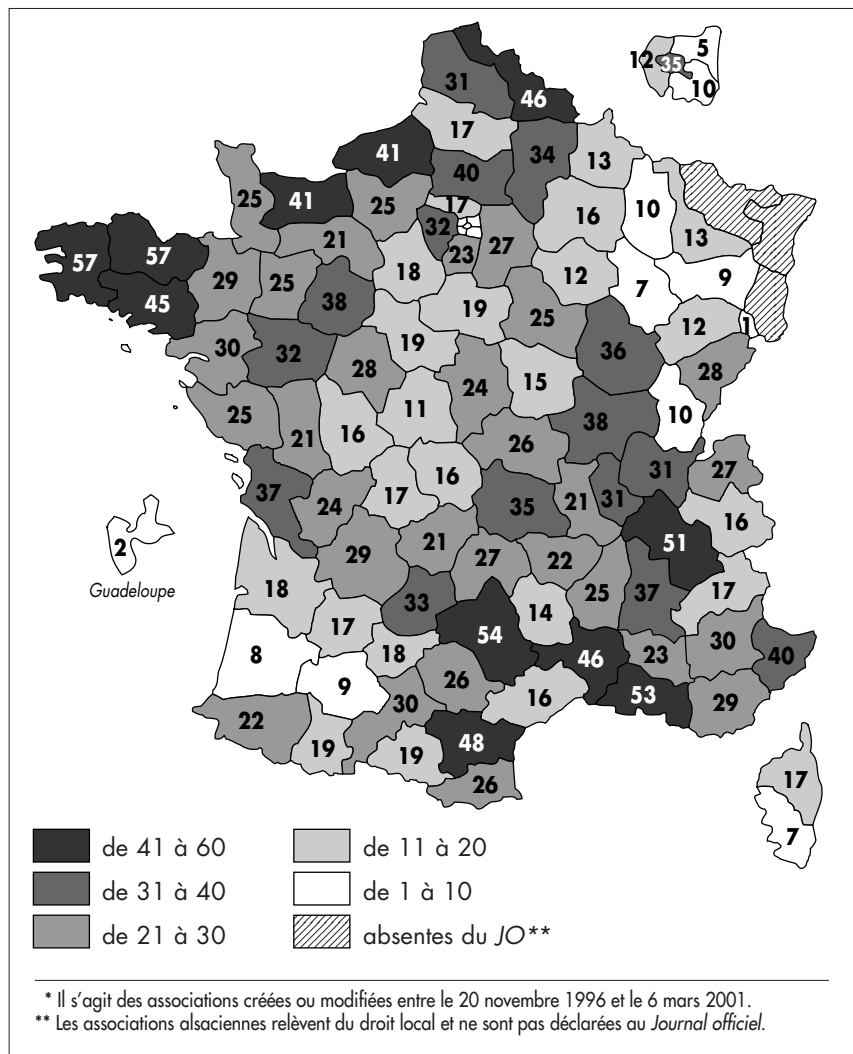 5
12 35
31 46 10
17
41 34 13
40
25 41 25 17 16 10
32 13
57 57 21 27
23
29 25 18 12 7 9
45 38
19 25 12 1
30 32 19 36
28 28
24 15
25 11 10
21 16 26 38
16 31 27
37 24 17 35 21 31
16
2 29 21 51
27 22
Guadeloupe
18 25 37 17
33 14
17 30
8 54
18 46 23 40
9 26
30 16 53 29
22
19 19 48
17
26
7
de 41 à 60 de 11 à 20
de 31 à 40 de 1 à 10
de 21 à 30 absentes du JO**
* Il s’agit des associations créées ou modifiées entre le 20 novembre 1996 et le 6 mars 2001.
** Les associations alsaciennes relèvent du droit local et ne sont pas déclarées au Journal officiel.